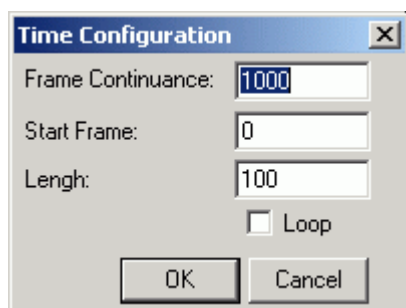 Time Configuration
Frame Continuance: 1000
Start Frame: 0
Lengh: 100
Loop
OK Cancel